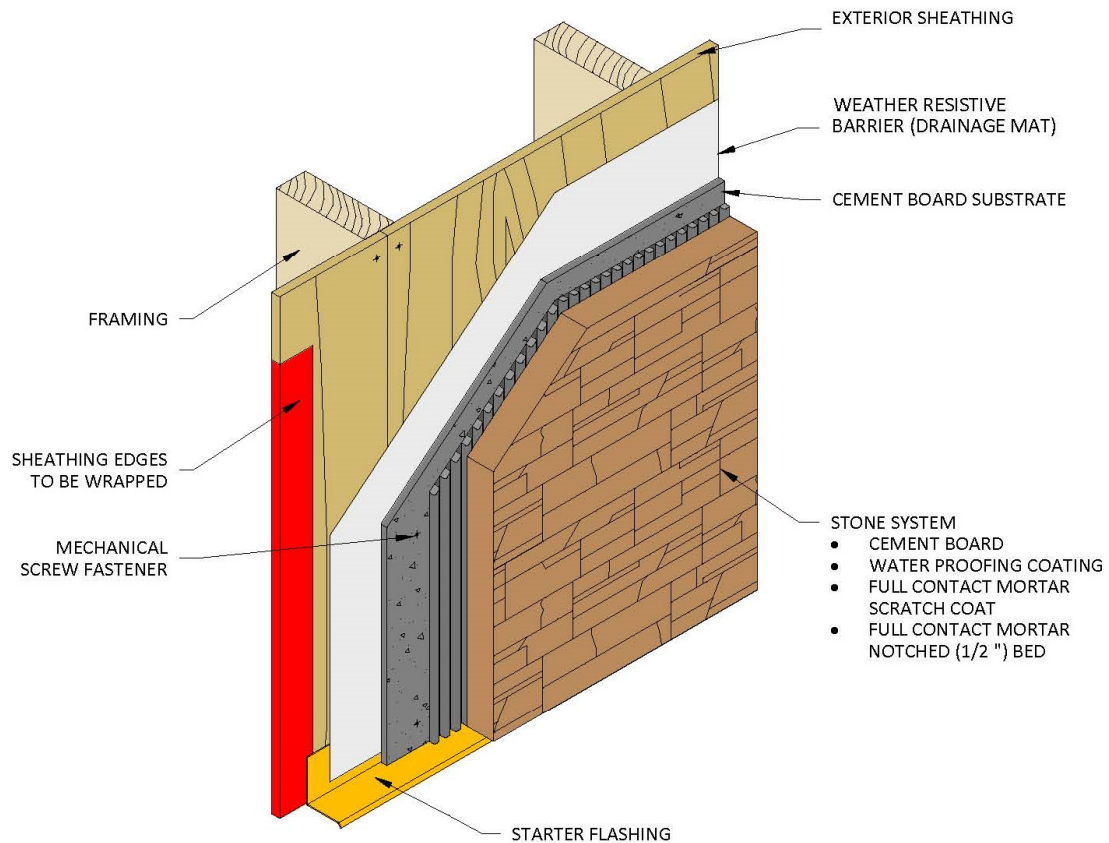 EXTERIOR SHEATHING
WEATHER RESISTIVE
BARRIER (DRAINAGE MAT)
CEMENT BOARD SUBSTRATE
FRAMING
SHEATHING EDGES
TO BE WRAPPED
MECHANICAL
SCREW FASTENER
STONE SYSTEM
• CEMENT BOARD
• WATER PROOFING COATING
• FULL CONTACT MORTAR
SCRATCH COAT
• FULL CONTACT MORTAR
NOTCHED (1/2 ") BED
STARTER FLASHING